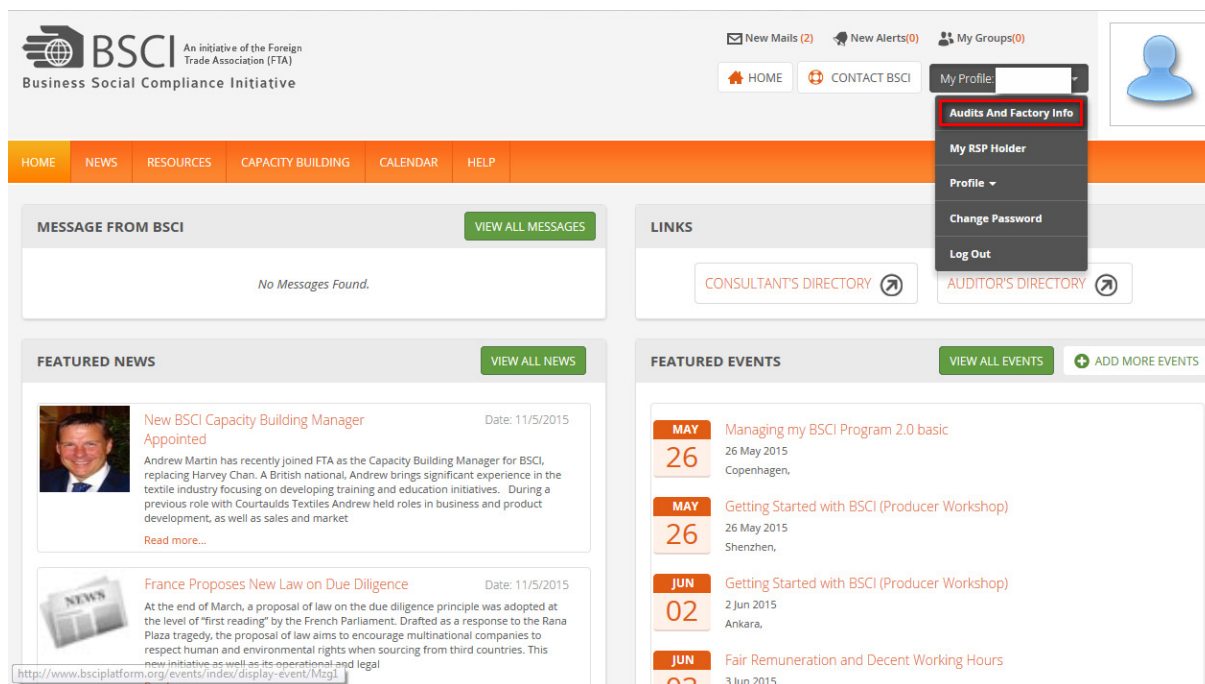 BSCI
An initiative of the Foreign
Trade Association (FTA)
Business Social Compliance Initiative
New Mails (2)
New Alerts(0)
My Groups(0)
HOME
CONTACT BSCI
My Profile:
Audits And Factory Info
My RSP Holder
Profile
Change Password
Log Out
HOME
NEWS
RESOURCES
CAPACITY BUILDING
CALENDAR
HELP
MESSAGE FROM BSCI
VIEW ALL MESSAGES
No Messages Found.
LINKS
CONSULTANT'S DIRECTORY
AUDITOR'S DIRECTORY
FEATURED NEWS
VIEW ALL NEWS
New BSCI Capacity Building Manager
Appointed
Date: 11/5/2015
Andrew Martin has recently joined FTA as the Capacity Building Manager for BSCI,
replacing Harvey Chan. A British national, Andrew brings significant experience in the
textile industry focusing on developing training and education initiatives. During a
previous role with Courtaulds Textiles Andrew held roles in business and product
development, as well as sales and market
Read more...
NEWS
France Proposes New Law on Due Diligence
Date: 11/5/2015
At the end of March, a proposal of law on the due diligence principle was adopted at
the level of "first reading" by the French Parliament. Drafted as a response to the Rana
Plaza tragedy, the proposal of law aims to encourage multinational companies to
respect human and environmental rights when sourcing from third countries. This
new initiative as well as its operational and legal
http://www.bsciplatform.org/events/index/display-event/Mzg1
FEATURED EVENTS
VIEW ALL EVENTS
ADD MORE EVENTS
MAY
26
Managing my BSCI Program 2.0 basic
26 May 2015
Copenhagen,
MAY
26
Getting Started with BSCI (Producer Workshop)
26 May 2015
Shenzhen,
JUN
02
Getting Started with BSCI (Producer Workshop)
2 Jun 2015
Ankara,
JUN
Fair Remuneration and Decent Working Hours
3 Jun 2015